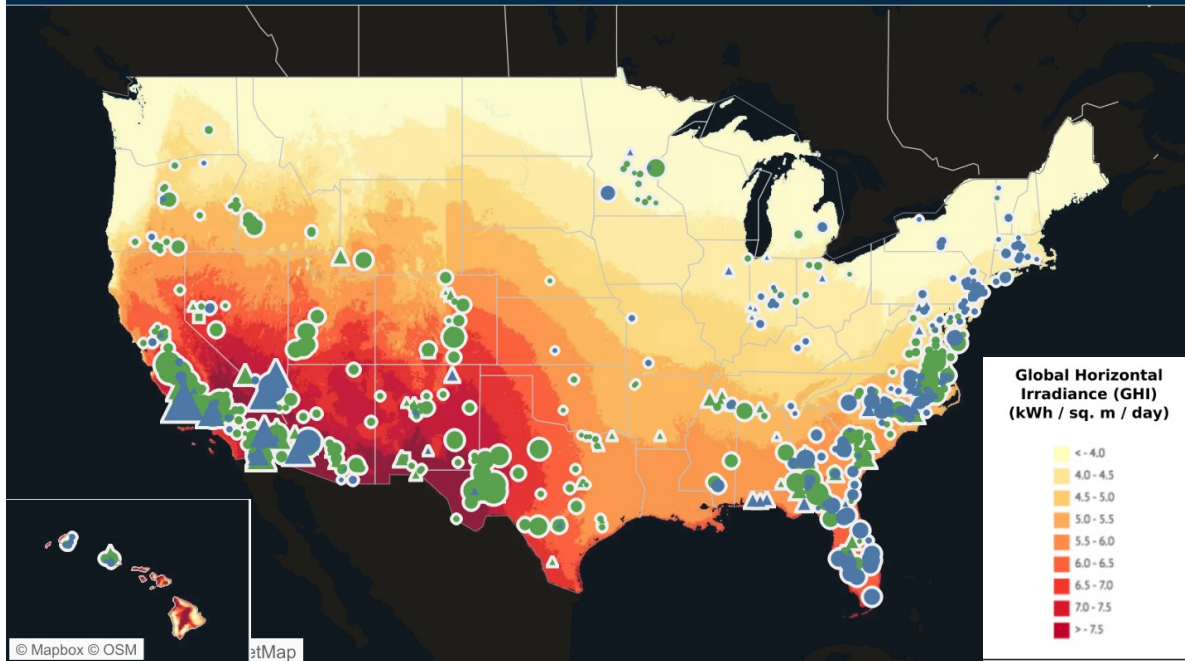 Global Horizontal
Irradiance (GHI)
(kWh / sq. m / day)
< - 4.0
4.0 - 4.5
4.5 - 5.0
5.0 - 5.5
5.5 - 6.0
6.0 - 6.5
6.5 - 7.0
7.0 - 7.5
> - 7.5
© Mapbox © OSM
etMap